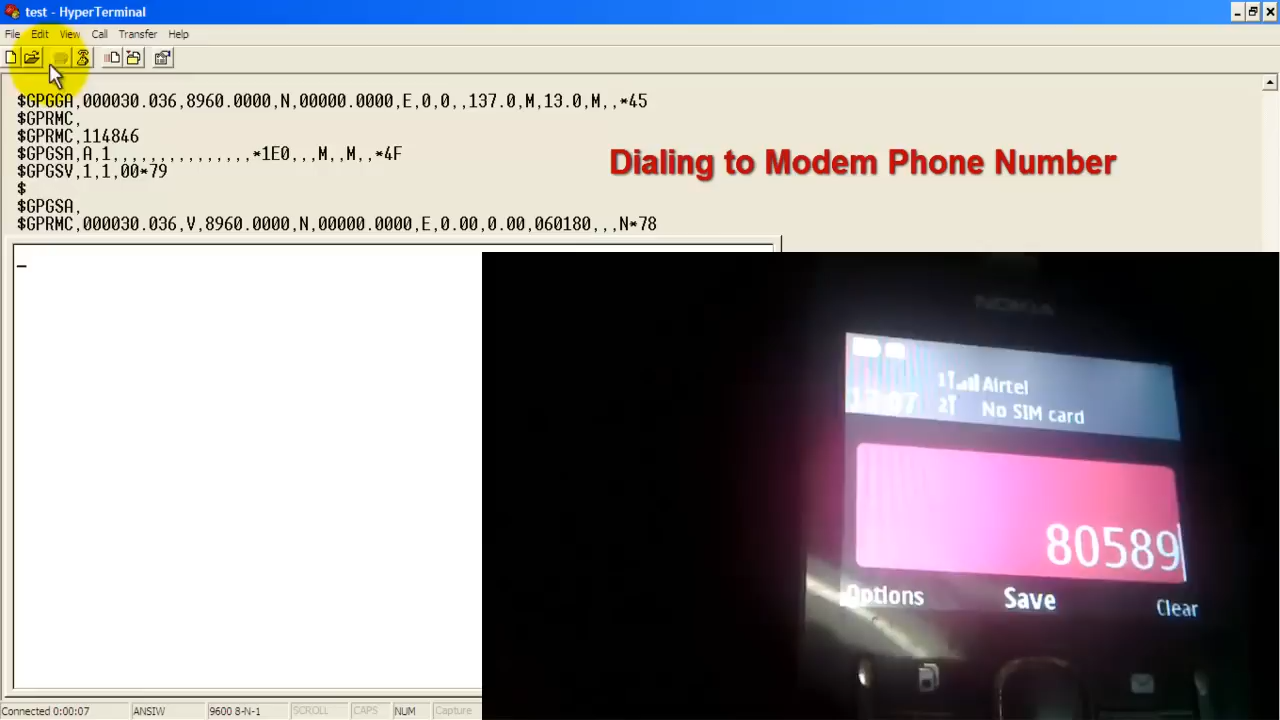 test - HyperTerminal
File Edit View Call Transfer Help
$GPGGA,000030.036,8960.0000,N,00000.0000,E,0,0,,137.0,M,13.0,M,,*45
$GPRMC,
$GPRMC,114846
$GPGSA,A,1,,,,,,,,,,,,,,,*1E0,,,M,,M,,*4F
$GPGSV,1,1,00*79
$
$GPGSA,
$GPRMC,000030.036,V,8960.0000,N,00000.0000,E,0.00,0.00,060180,,,N*78
Dialing to Modem Phone Number
NOKIA
1 Airtel
2 No SIM card
80589
Options Save Clear
Connected 0:00:07 ANSIW 9600 8-N-1 SCROLL CAPS NUM Capture